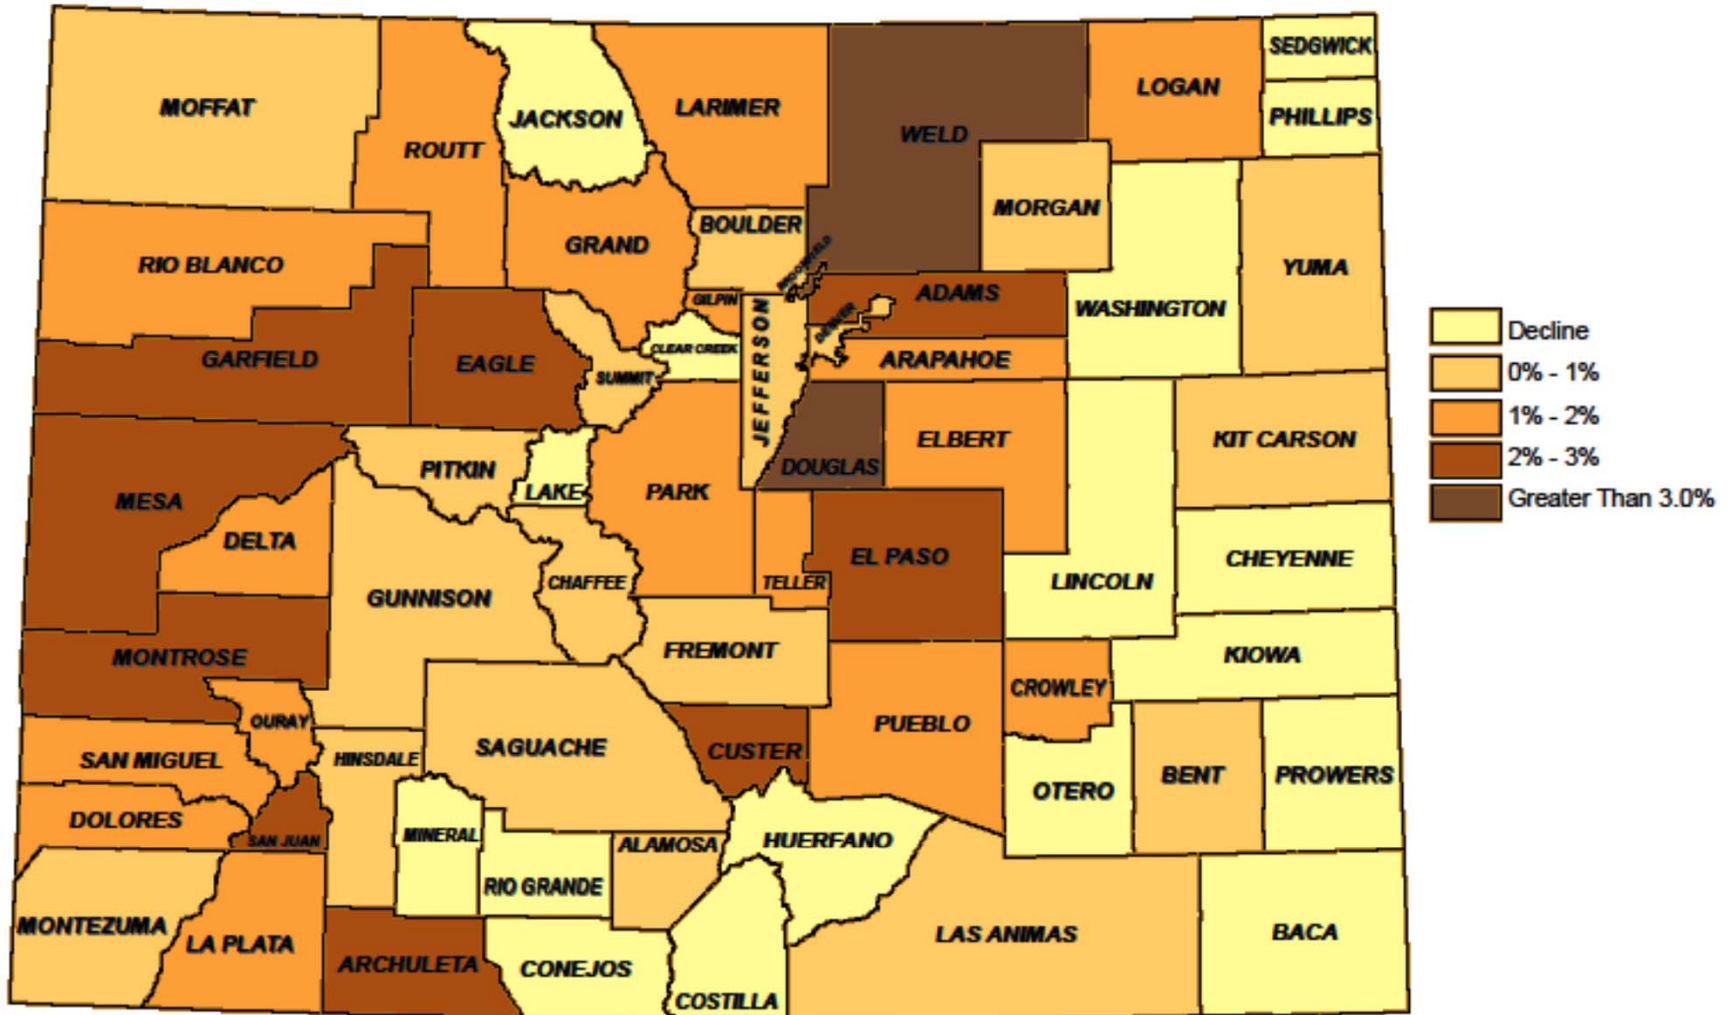 SEDGWICK
MOFFAT
JACKSON
LARIMER
LOGAN
PHILLIPS
WELD
ROUTT
MORGAN
BOULDER
GRAND
RIO BLANCO
YUMA
BROOMFIELD
GILPIN
ADAMS
WASHINGTON
DENVER
CLEAR CREEK
JEFFERSON
GARFIELD
EAGLE
SUMMIT
ARAPAHOE
ELBERT
KIT CARSON
PITKIN
DOUGLAS
LAKE
PARK
MESA
DELTA
EL PASO
CHEYENNE
TELLER
LINCOLN
CHAFFEE
GUNNISON
FREMONT
MONTROSE
KIOWA
CROWLEY
OURAY
PUEBLO
SAGUACHE
CUSTER
HINSDALE
SAN MIGUEL
BENT
PROWERS
OTERO
DOLORES
SAN JUAN
MINERAL
ALAMOSA
HUERFANO
RIO GRANDE
MONTEZUMA
LA PLATA
LAS ANIMAS
BACA
ARCHULETA
CONEJOS
COSTILLA
Decline
0% - 1%
1% - 2%
2% - 3%
Greater Than 3.0%